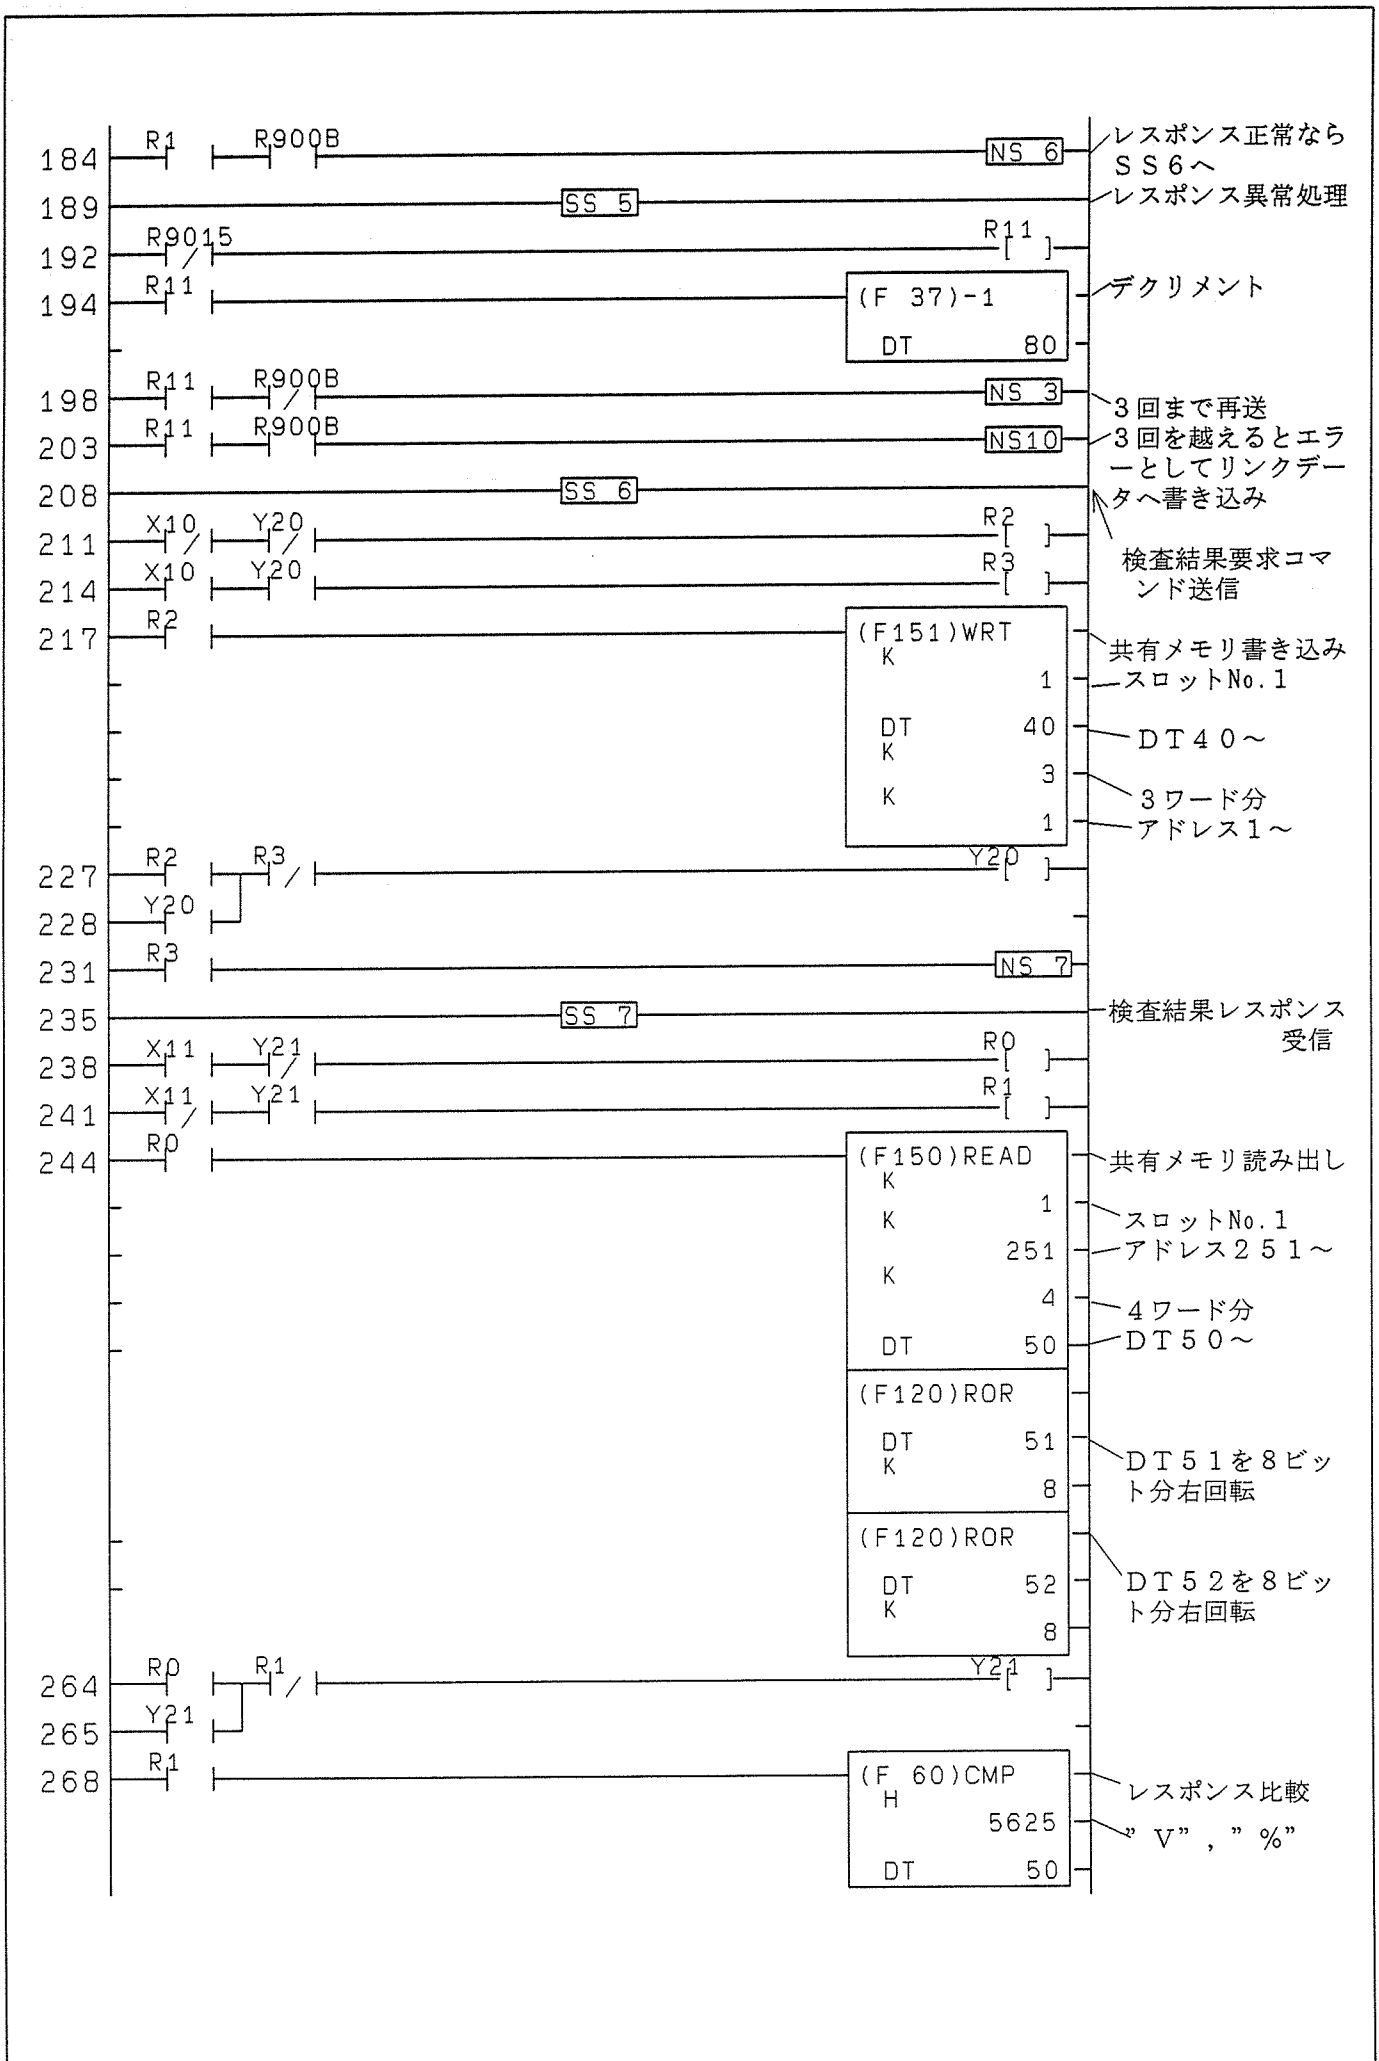 184 R1 R900B NS 6 レスポンス正常なら
SS6へ
189 SS 5 レスポンス異常処理
192 R9015 R11
194 R11 (F 37)-1 デクリメント
DT 80
198 R11 R900B NS 3 3回まで再送
203 R11 R900B NS10 3回を越えるとエラ
ーとしてリンクデー
208 SS 6 タへ書き込み
211 X10 Y20 R2
検査結果要求コマ
214 X10 Y20 R3 ンド送信
217 R2 (F151)WRT 共有メモリ書き込み
K
1 スロットNo.1
DT 40 DT40～
K
3 3ワード分
K
1 アドレス1～
227 R2 R3 Y20
228 Y20
231 R3 NS 7
235 SS 7 検査結果レスポンス
受信
238 X11 Y21 R0
241 X11 Y21 R1
244 R0 (F150)READ 共有メモリ読み出し
K
1 スロットNo.1
K
251 アドレス251～
K
4 4ワード分
DT 50 DT50～
(F120)ROR
DT 51 DT51を8ビッ
K
8 ト分右回転
(F120)ROR
DT 52 DT52を8ビッ
K ト分右回転
8
264 R0 R1 Y21
265 Y21
268 R1 (F 60)CMP レスポンス比較
H
5625 ”V”,”%”
DT 50